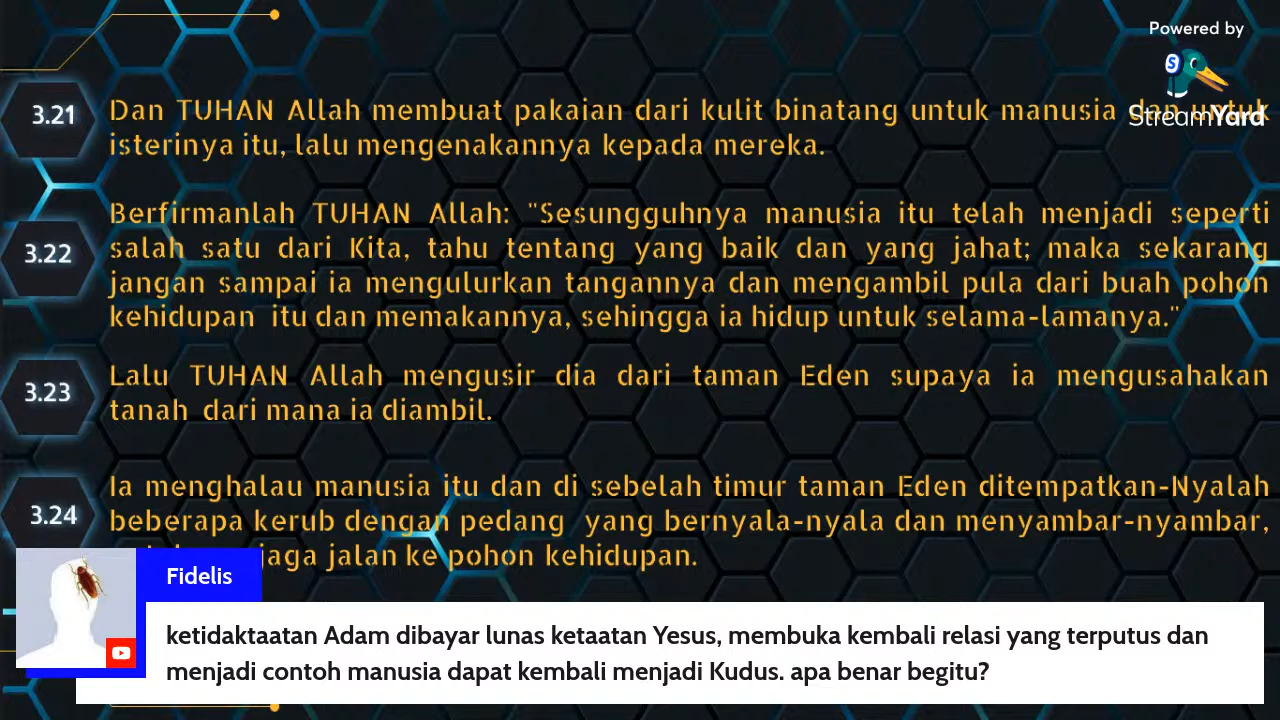 Powered by
StreamYard
3.21
Dan TUHAN Allah membuat pakaian dari kulit binatang untuk manusia dan untuk
isterinya itu, lalu mengenakannya kepada mereka.
3.22
Berfirmanlah TUHAN Allah: "Sesungguhnya manusia itu telah menjadi seperti
salah satu dari Kita, tahu tentang yang baik dan yang jahat; maka sekarang
jangan sampai ia mengulurkan tangannya dan mengambil pula dari buah pohon
kehidupan itu dan memakannya, sehingga ia hidup untuk selama-lamanya."
3.23
Lalu TUHAN Allah mengusir dia dari taman Eden supaya ia mengusahakan
tanah dari mana ia diambil.
3.24
Ia menghalau manusia itu dan di sebelah timur taman Eden ditempatkan-Nyalah
beberapa kerub dengan pedang yang bernyala-nyala dan menyambar-nyambar,
jalan ke pohon kehidupan.
Fidelis
ketidaktaatan Adam dibayar lunas ketaatan Yesus, membuka kembali relasi yang terputus dan
menjadi contoh manusia dapat kembali menjadi Kudus. apa benar begitu?